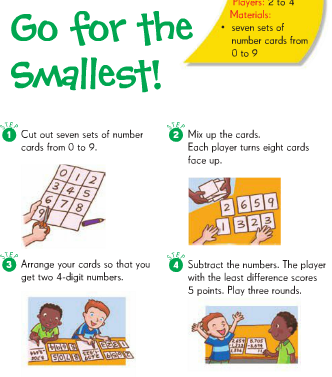 Go for the
Smallest!
Players: 2 to 4
Materials:
• seven sets of
number cards from
0 to 9
STEP
1 Cut out seven sets of number
cards from 0 to 9.
0 1 2
3 4 5
6 7 8
9
STEP
2 Mix up the cards.
Each player turns eight cards
face up.
2 6 5 9
1 3 2 3
STEP
3 Arrange your cards so that you
get two 4-digit numbers.
STEP
4 Subtract the numbers. The player
with the least difference scores
5 points. Play three rounds.